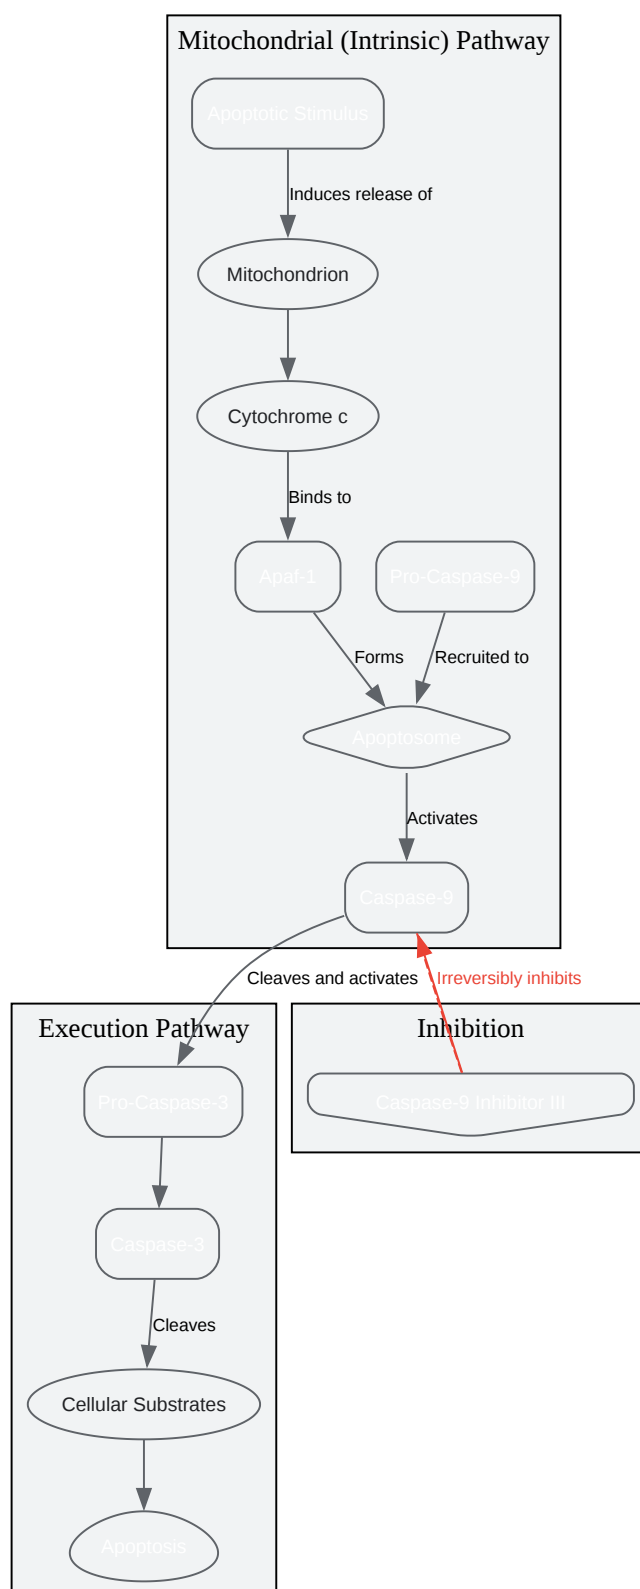 Mitochondrial (Intrinsic) Pathway
Apoptotic Stimulus
Induces release of
Mitochondrion
Cytochrome c
Binds to
Apaf-1
Pro-Caspase-9
Forms
Recruited to
Apoptosome
Activates
Caspase-9
Cleaves and activates
Irreversibly inhibits
Execution Pathway
Inhibition
Pro-Caspase-3
Caspase-9 Inhibitor III
Caspase-3
Cleaves
Cellular Substrates
Apoptosis